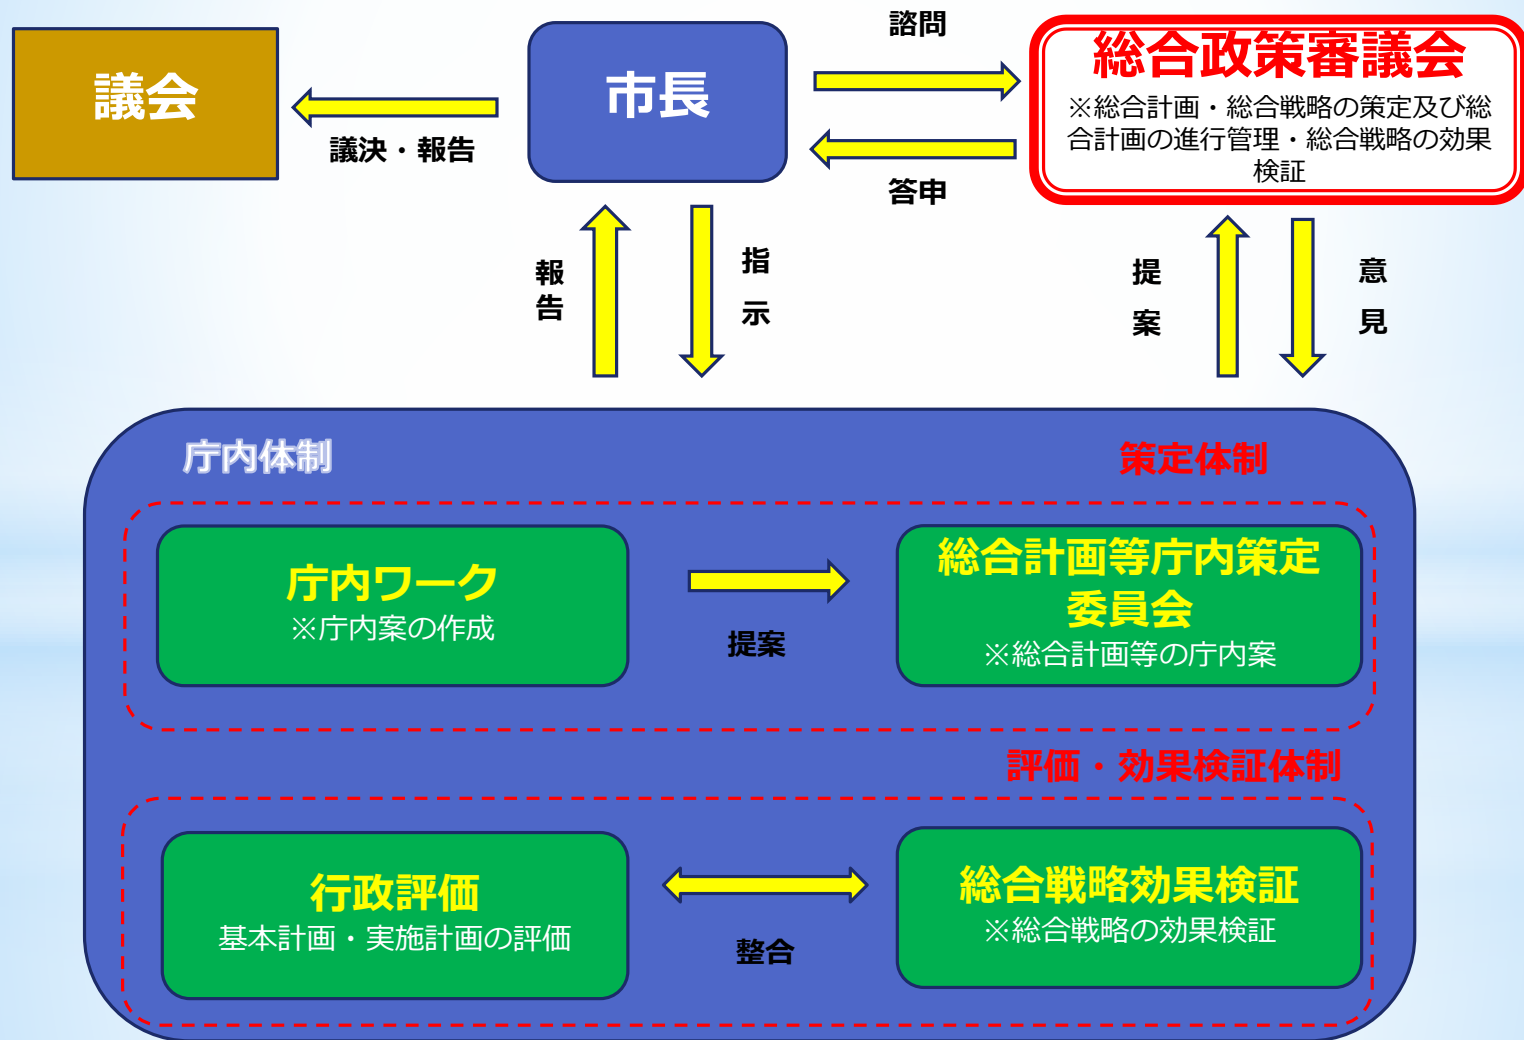 議会
議決・報告
市長
諮問
答申
総合政策審議会
※総合計画・総合戦略の策定及び総
合計画の進行管理・総合戦略の効果
検証
報告
指示
提案
意見
庁内体制
策定体制
庁内ワーク
※庁内案の作成
提案
総合計画等庁内策定
委員会
※総合計画等の庁内案
評価・効果検証体制
行政評価
基本計画・実施計画の評価
整合
総合戦略効果検証
※総合戦略の効果検証